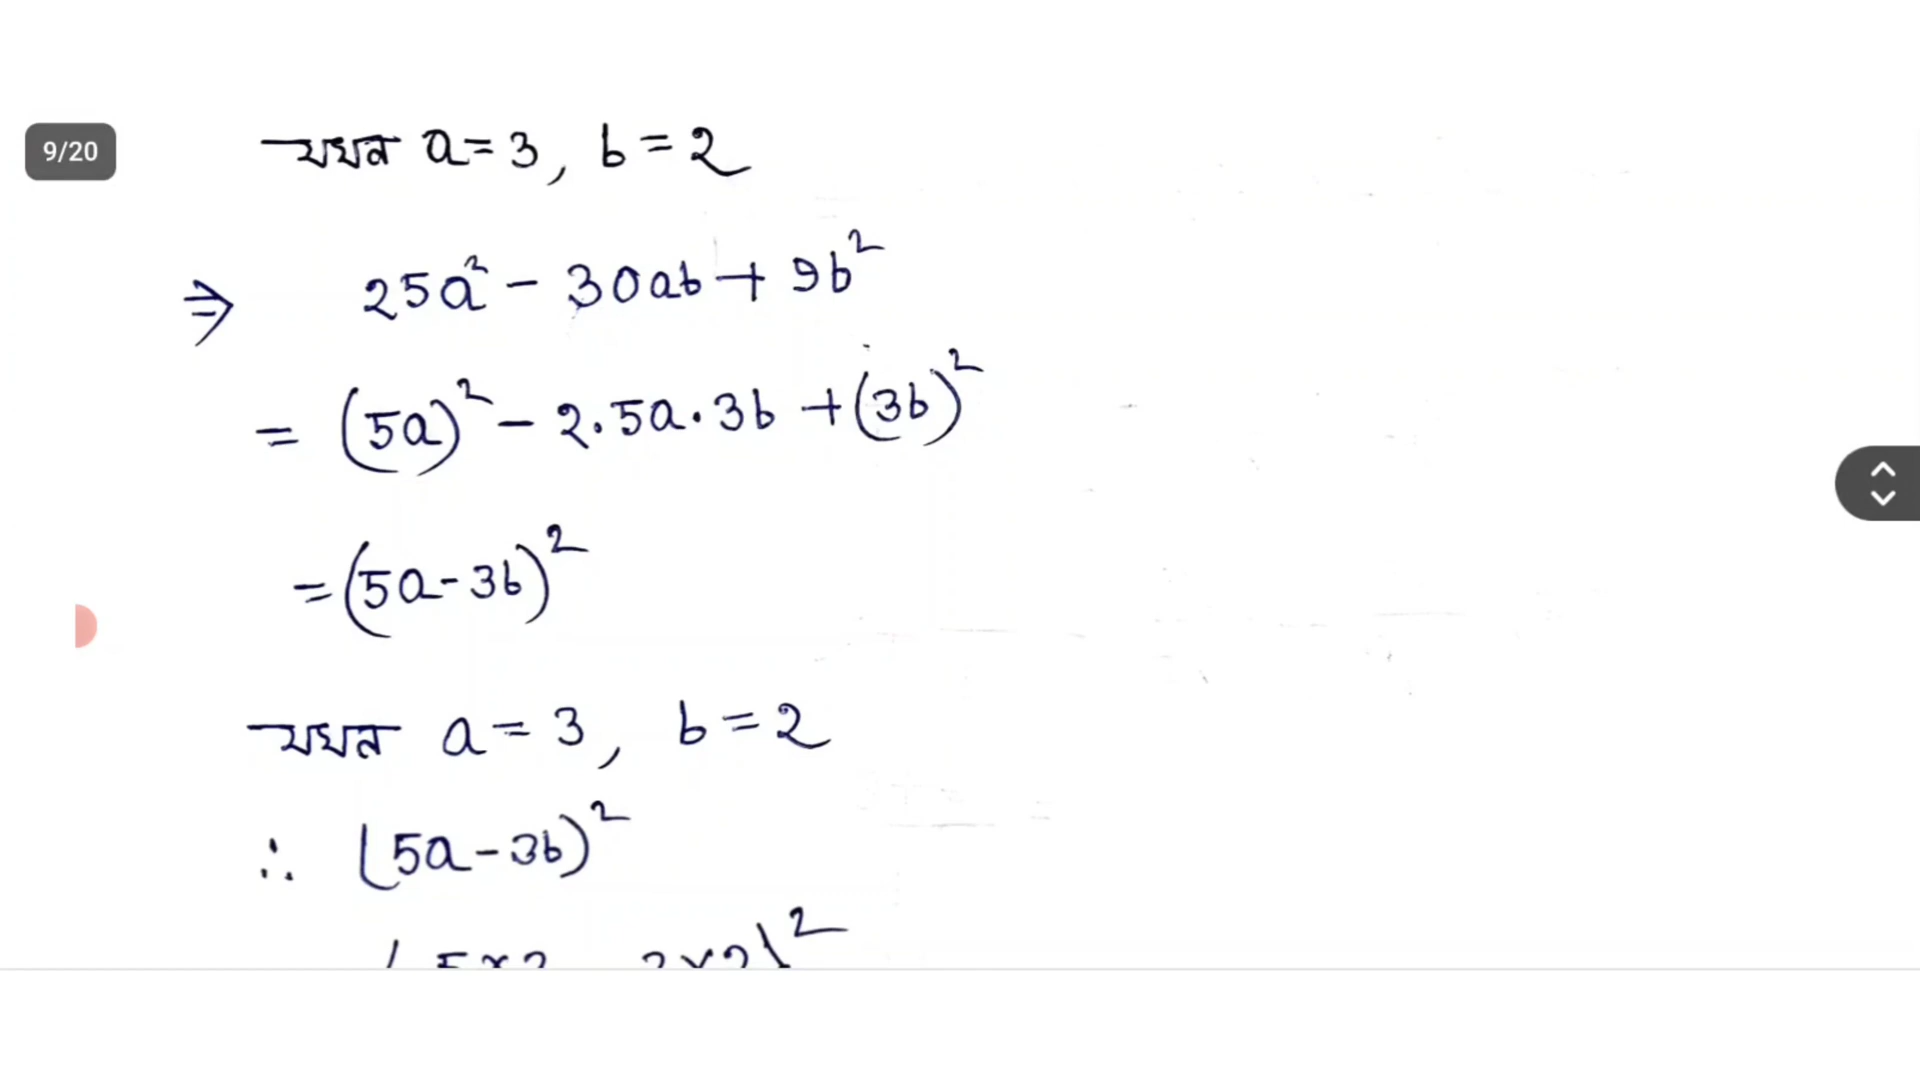 9/20
যখন a=3, b=2
⇒ 25a² - 30ab + 9b²
= (5a)² - 2·5a·3b + (3b)²
= (5a-3b)²
যখন a = 3, b = 2
∴ (5a-3b)²